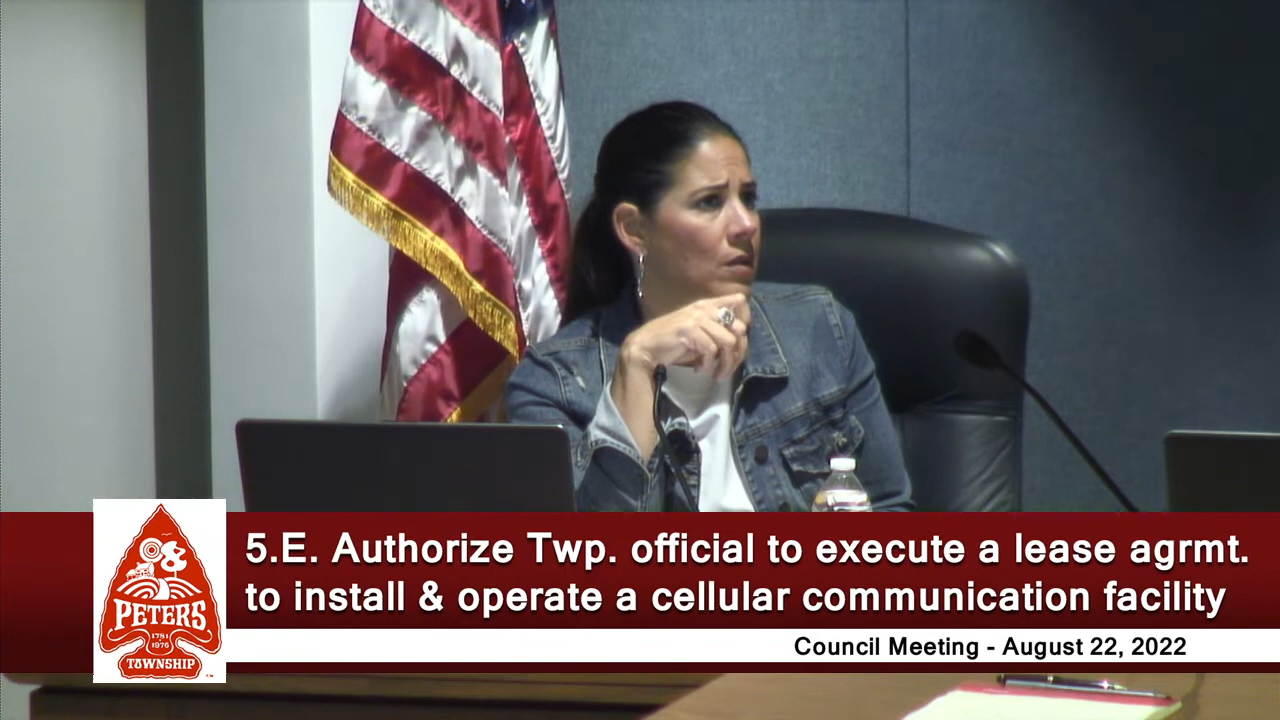 5.E. Authorize Twp. official to execute a lease agrmt.
to install & operate a cellular communication facility
Council Meeting - August 22, 2022
PETERS
1781
1976
TOWNSHIP
TM